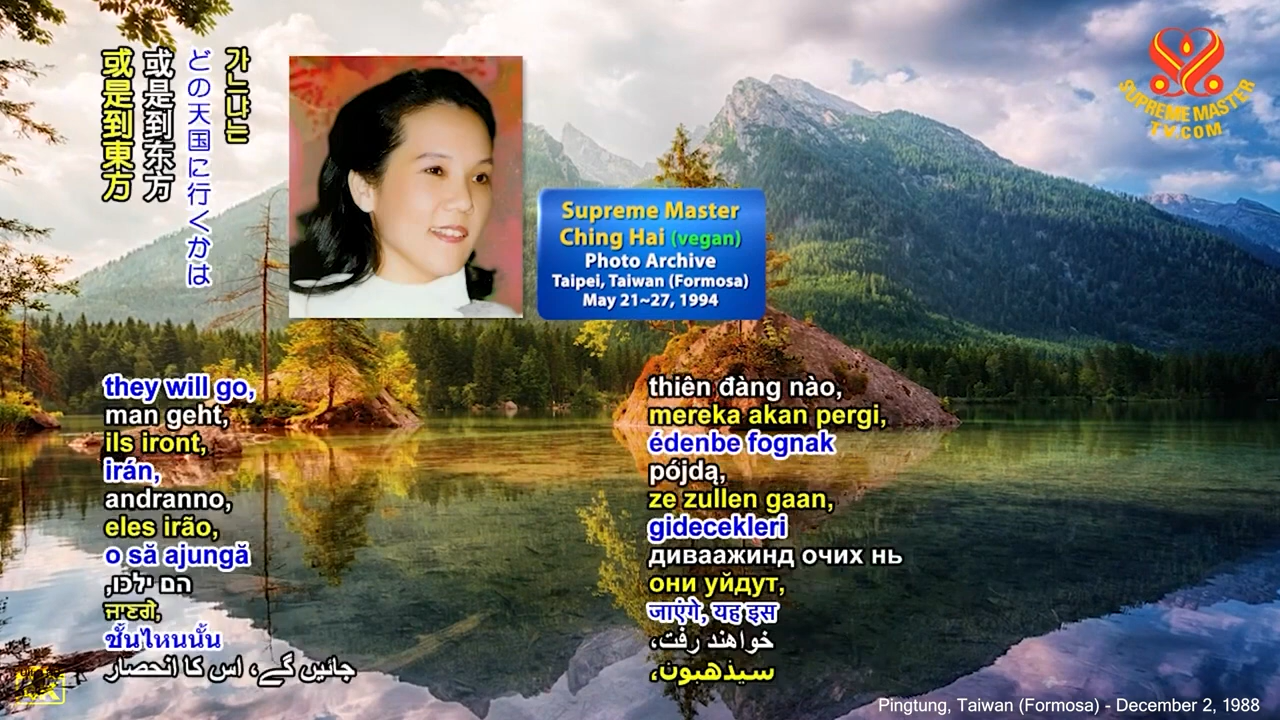 가느냐는
どの天国に行くかは
或是到东方
或是到東方
SUPREME MASTER
TV.COM
Supreme Master
Ching Hai (vegan)
Photo Archive
Taipei, Taiwan (Formosa)
May 21~27, 1994
they will go,
man geht,
ils iront,
irán,
andranno,
eles irão,
o să ajungă
הם ילכו,
ਜਾਣਗੇ,
ชั้นไหนนั้น
جائیں گے، اس کا انحصار
thiên đàng nào,
mereka akan pergi,
édenbe fognak
pójdą,
ze zullen gaan,
gidecekleri
диваажинд очих нь
они уйдут,
जाएंगे, यह इस
خواهند رفت،
سيذهبون،
Pingtung, Taiwan (Formosa) - December 2, 1988